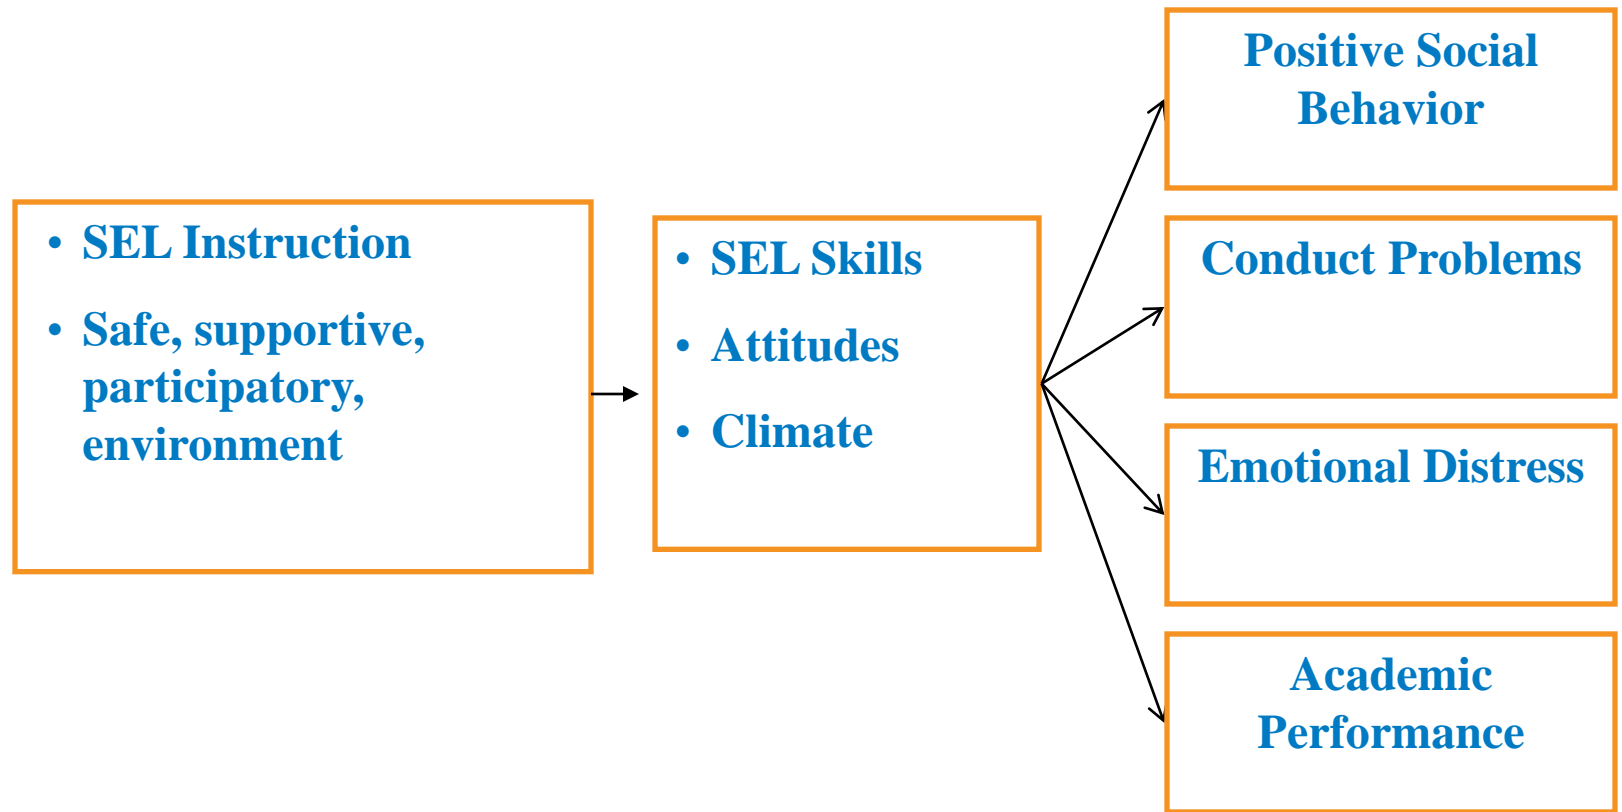 • SEL Instruction
• Safe, supportive,
participatory,
environment
• SEL Skills
• Attitudes
• Climate
Positive Social
Behavior
Conduct Problems
Emotional Distress
Academic
Performance